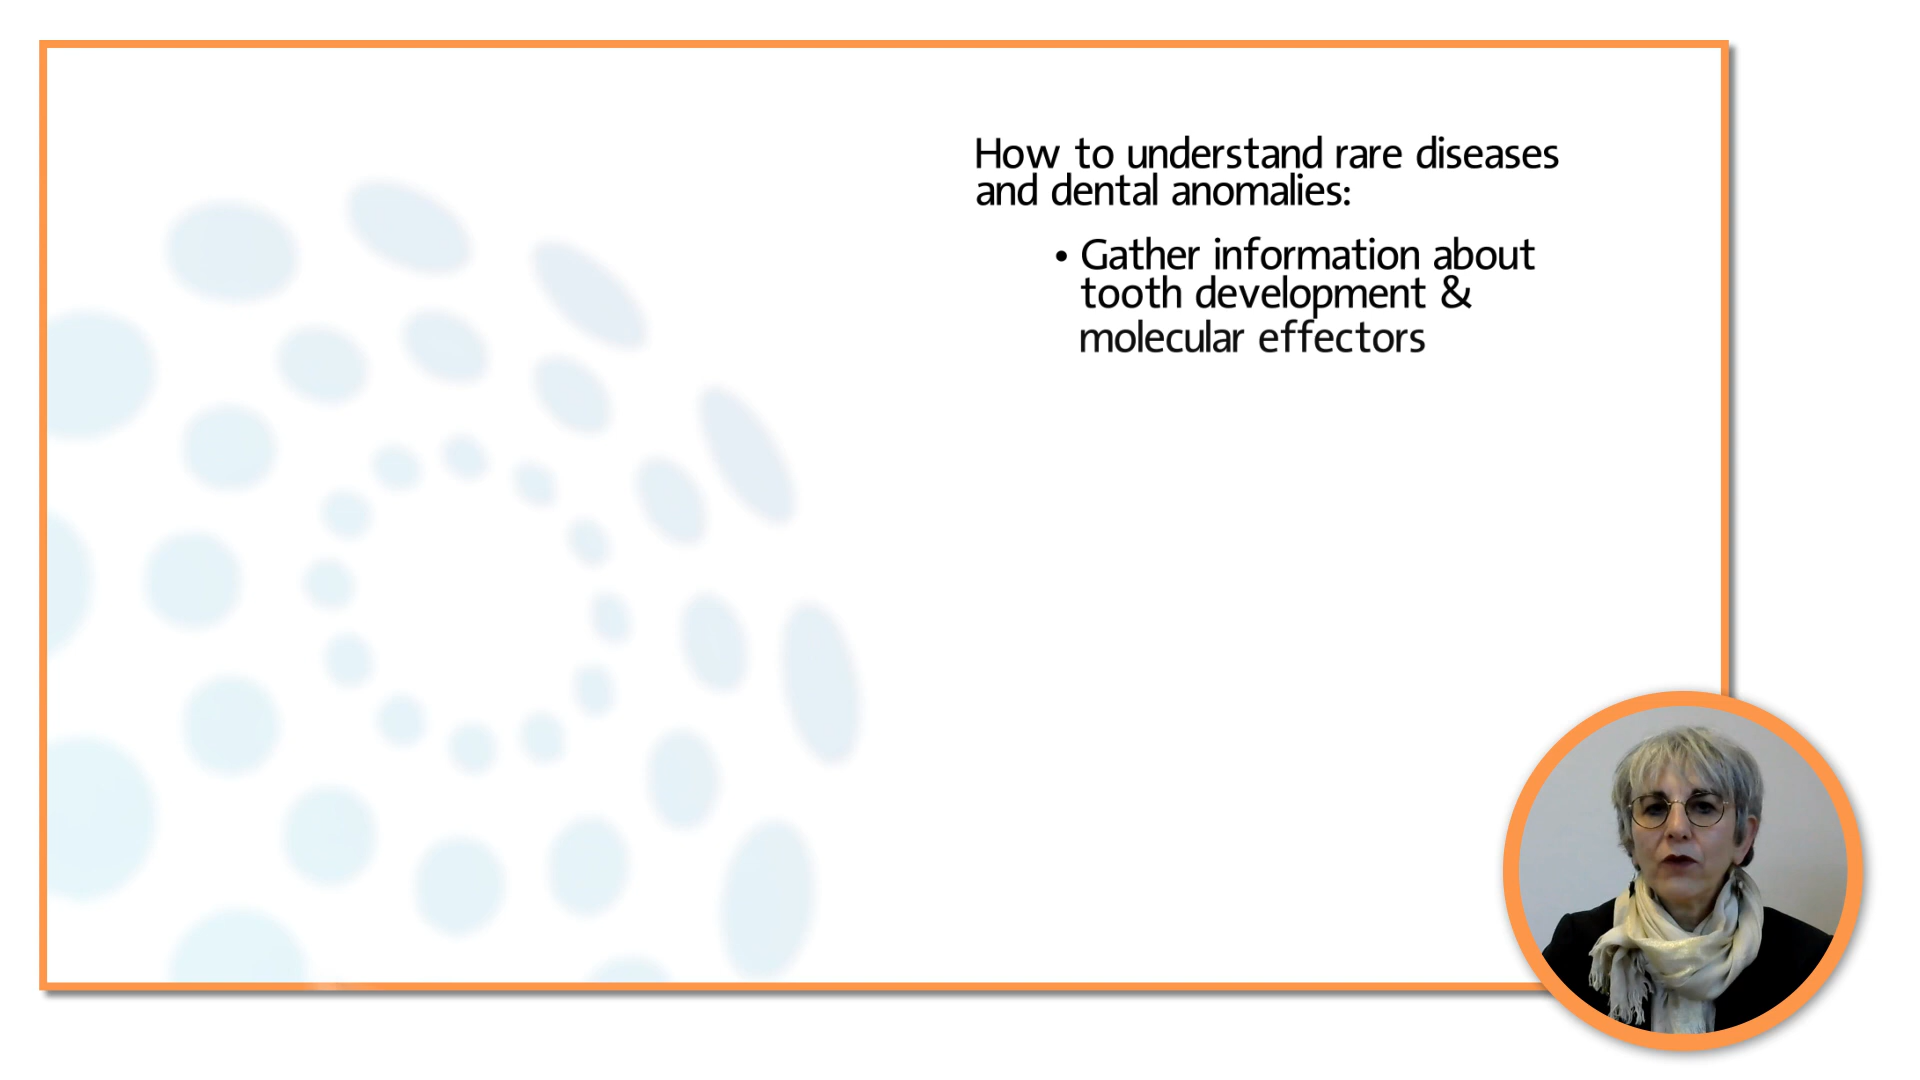 How to understand rare diseases
and dental anomalies:
• Gather information about
tooth development &
molecular effectors